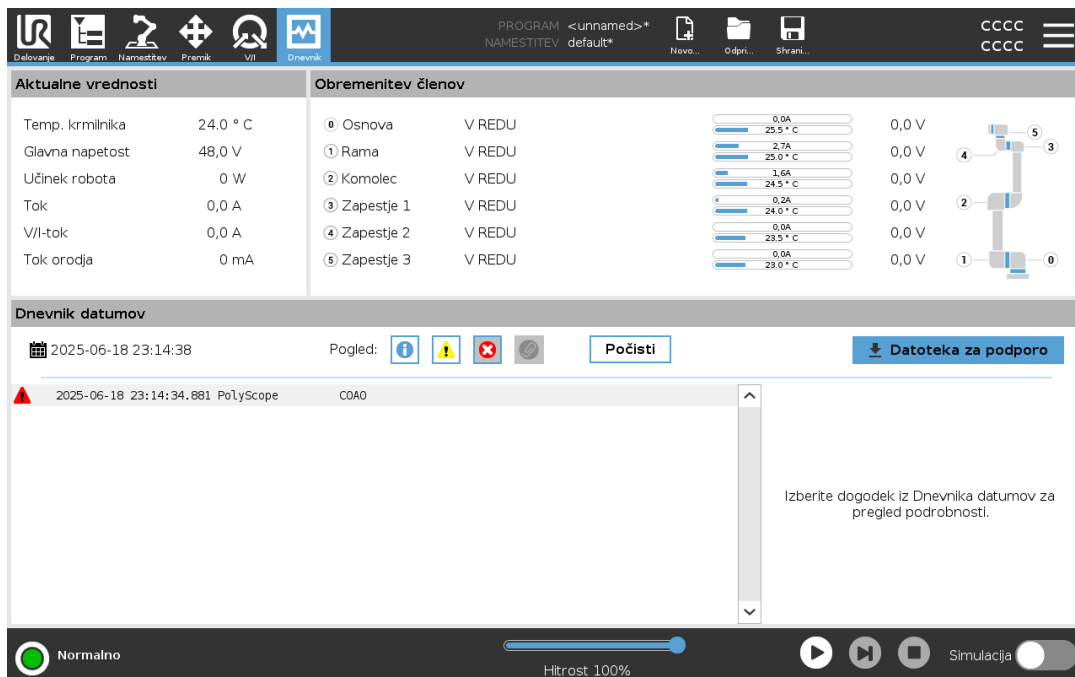 PROGRAM <unnamed>*
NAMESTITEV default*
Delovanje Program Namestitev Premik V/I Dnevnik Novo... Odpri... Shrani...
CCCC
CCCC
Aktualne vrednosti
Temp. krmilnika 24.0 ° C
Glavna napetost 48,0 V
Učinek robota 0 W
Tok 0,0 A
V/I-tok 0,0 A
Tok orodja 0 mA
Obremenitev členov
0 Osnova V REDU 0,0A 25.5 ° C 0,0 V
1 Rama V REDU 2,7A 25.0 ° C 0,0 V
2 Komolec V REDU 1,6A 24.5 ° C 0,0 V
3 Zapestje 1 V REDU 0,2A 24.0 ° C 0,0 V
4 Zapestje 2 V REDU 0,0A 23.5 ° C 0,0 V
5 Zapestje 3 V REDU 0,0A 23.0 ° C 0,0 V
5
3
4
2
1 0
Dnevnik datumov
2025-06-18 23:14:38 Pogled: Počisti Datoteka za podporo
2025-06-18 23:14:34.881 PolyScope C0A0
Izberite dogodek iz Dnevnika datumov za
pregled podrobnosti.
Normalno
Hitrost 100%
Simulacija